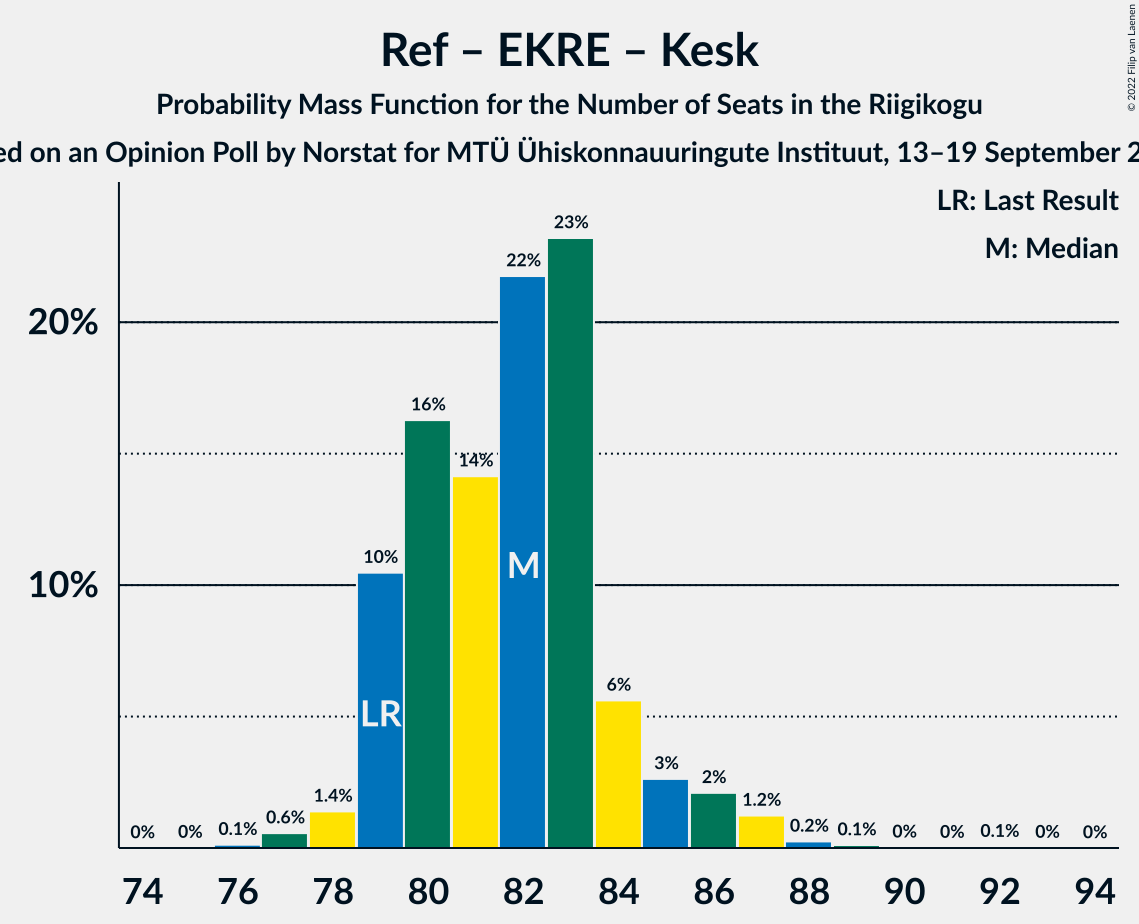 Ref – EKRE – Kesk
Probability Mass Function for the Number of Seats in the Riigikogu
on an Opinion Poll by Norstat for MTÜ Ühiskonnauuringute Instituut, 13–19 September
© 2022 Filip van Laenen
LR: Last Result
M: Median
20%
10%
0% 0% 0.1% 0.6% 1.4% 10% 16% 14% 22% 23% 6% 3% 2% 1.2% 0.2% 0.1% 0% 0% 0.1% 0% 0%
LR
M
74 76 78 80 82 84 86 88 90 92 94